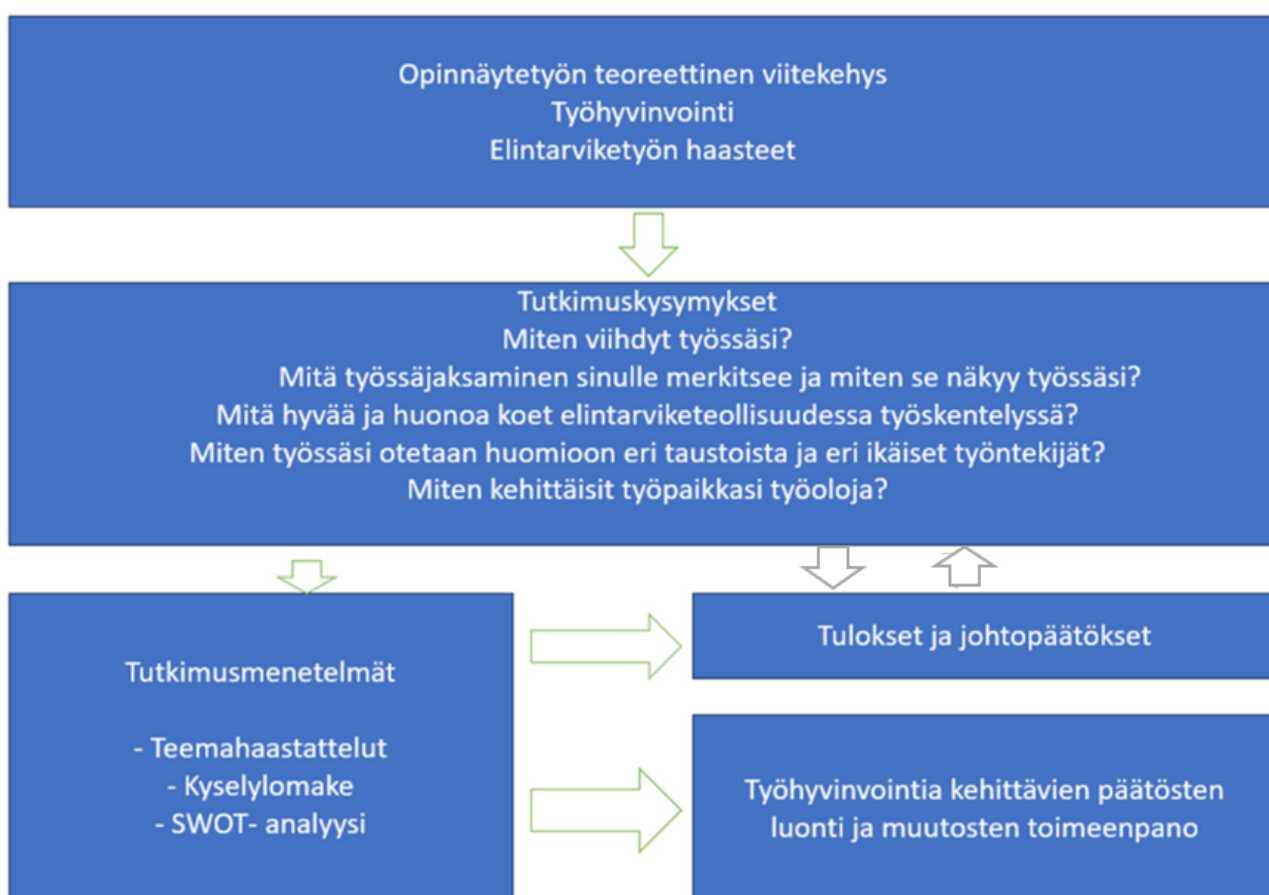 Opinnäytetyön teoreettinen viitekehys
Työhyvinvointi
Elintarviketyön haasteet
Tutkimuskysymykset
Miten viihdyt työssäsi?
Mitä työssäjaksaminen sinulle merkitsee ja miten se näkyy työssäsi?
Mitä hyvää ja huonoa koet elintarviketeollisuudessa työskentelyssä?
Miten työssäsi otetaan huomioon eri taustoista ja eri ikäiset työntekijät?
Miten kehittäisit työpaikkasi työoloja?
Tutkimusmenetelmät
- Teemahaastattelut
- Kyselylomake
- SWOT- analyysi
Tulokset ja johtopäätökset
Työhyvinvointia kehittävien päätösten
luonti ja muutosten toimeenpano